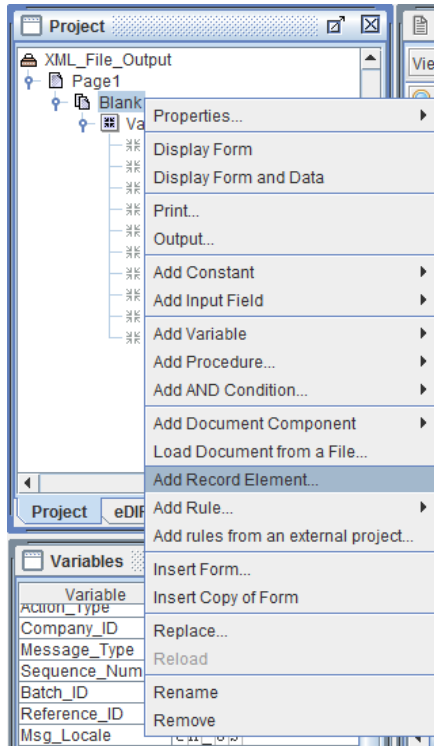 Project
Vie
XML_File_Output
Page1
Blank
Va
Properties...
Display Form
Display Form and Data
Print...
Output...
Add Constant
Add Input Field
Add Variable
Add Procedure...
Add AND Condition...
Add Document Component
Load Document from a File...
Add Record Element...
Project eDIF
Add Rule...
Add rules from an external project...
Variables
Insert Form...
Variable
Insert Copy of Form
Action_Type
Company_ID
Replace...
Message_Type
Reload
Sequence_Num
Batch_ID
Rename
Reference_ID
Remove
Msg_Locale